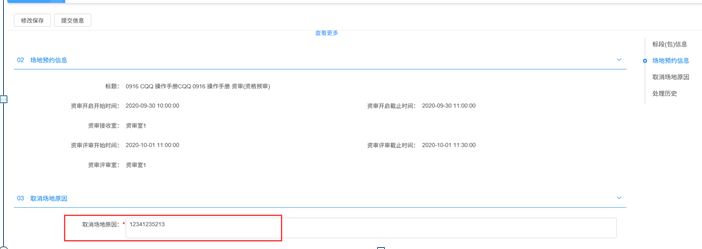 修改保存 提交信息
查看更多
02 场地预约信息
标题： 0916 CQQ 操作手册CQQ 0916 操作手册 资审(资格预审)
资审开启开始时间： 2020-09-30 10:00:00 资审开启截止时间： 2020-09-30 11:00:00
资审接收室： 资审室1
资审评审开始时间： 2020-10-01 11:00:00 资审评审截止时间： 2020-10-01 11:30:00
资审评审室： 资审室1
03 取消场地原因
取消场地原因：* 12341235213
标段(包)信息
场地预约信息
取消场地原因
处理历史